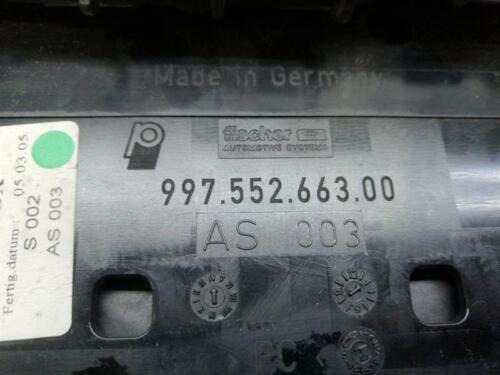 Made in Germany
fischer
AUTOMOTIVE SYSTEMS
997.552.663.00
AS 003
Fertig.datum 05 03 05
S 002
AS 003